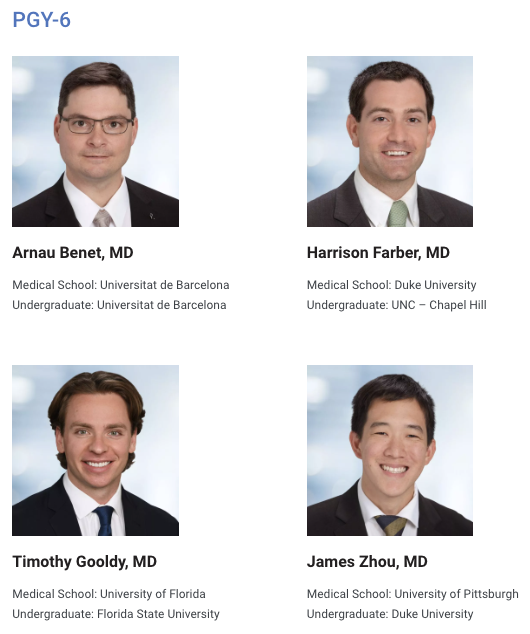 PGY-6
Arnau Benet, MD
Medical School: Universitat de Barcelona
Undergraduate: Universitat de Barcelona
Harrison Farber, MD
Medical School: Duke University
Undergraduate: UNC – Chapel Hill
Timothy Gooldy, MD
Medical School: University of Florida
Undergraduate: Florida State University
James Zhou, MD
Medical School: University of Pittsburgh
Undergraduate: Duke University